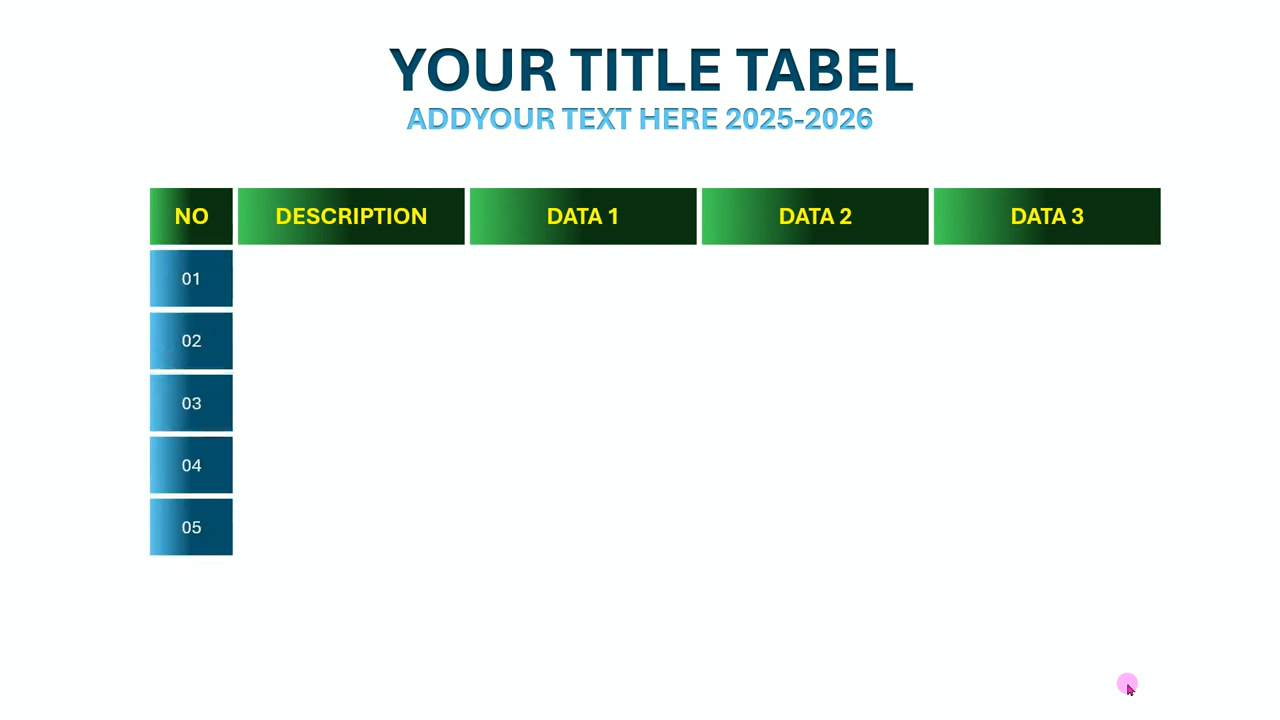 YOUR TITLE TABEL
ADDYOUR TEXT HERE 2025-2026
NO DESCRIPTION DATA 1 DATA 2 DATA 3
01
02
03
04
05